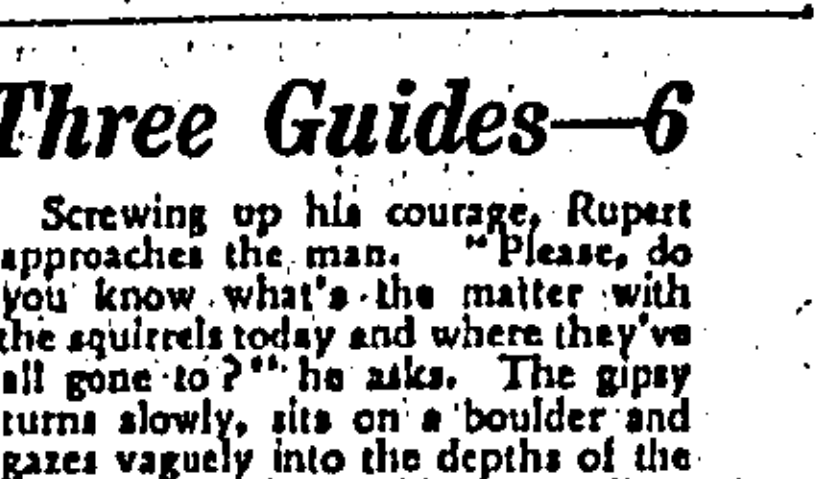 Three Guides—6
Screwing up his courage, Rupert
approaches the man. "Please, do
you know what's the matter with
the squirrels today and where they've
all gone to?" he asks. The gipsy
turns slowly, sits on a boulder and
gazes vaguely into the depths of the